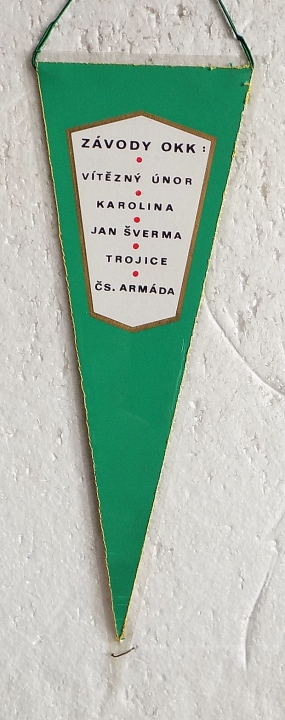 ZÁVODY OKK:
VÍTĚZNÝ ÚNOR
KAROLINA
JAN ŠVERMA
TROJICE
ČS. ARMÁDA